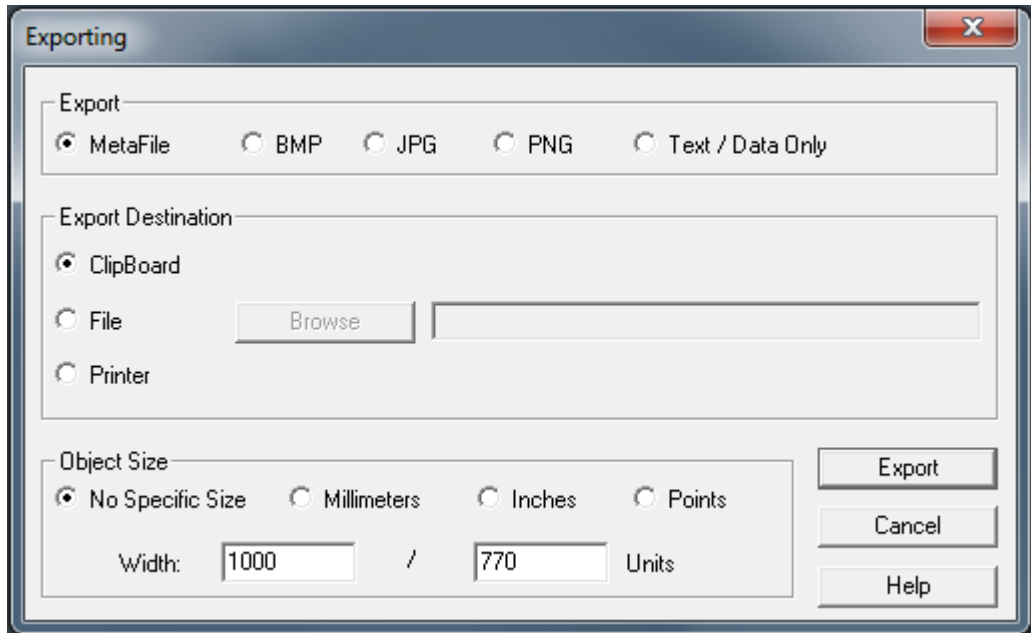 Exporting
Export
MetaFile BMP JPG PNG Text / Data Only
Export Destination
ClipBoard
File Browse
Printer
Object Size
No Specific Size Millimeters Inches Points
Width: 1000 / 770 Units
Export
Cancel
Help